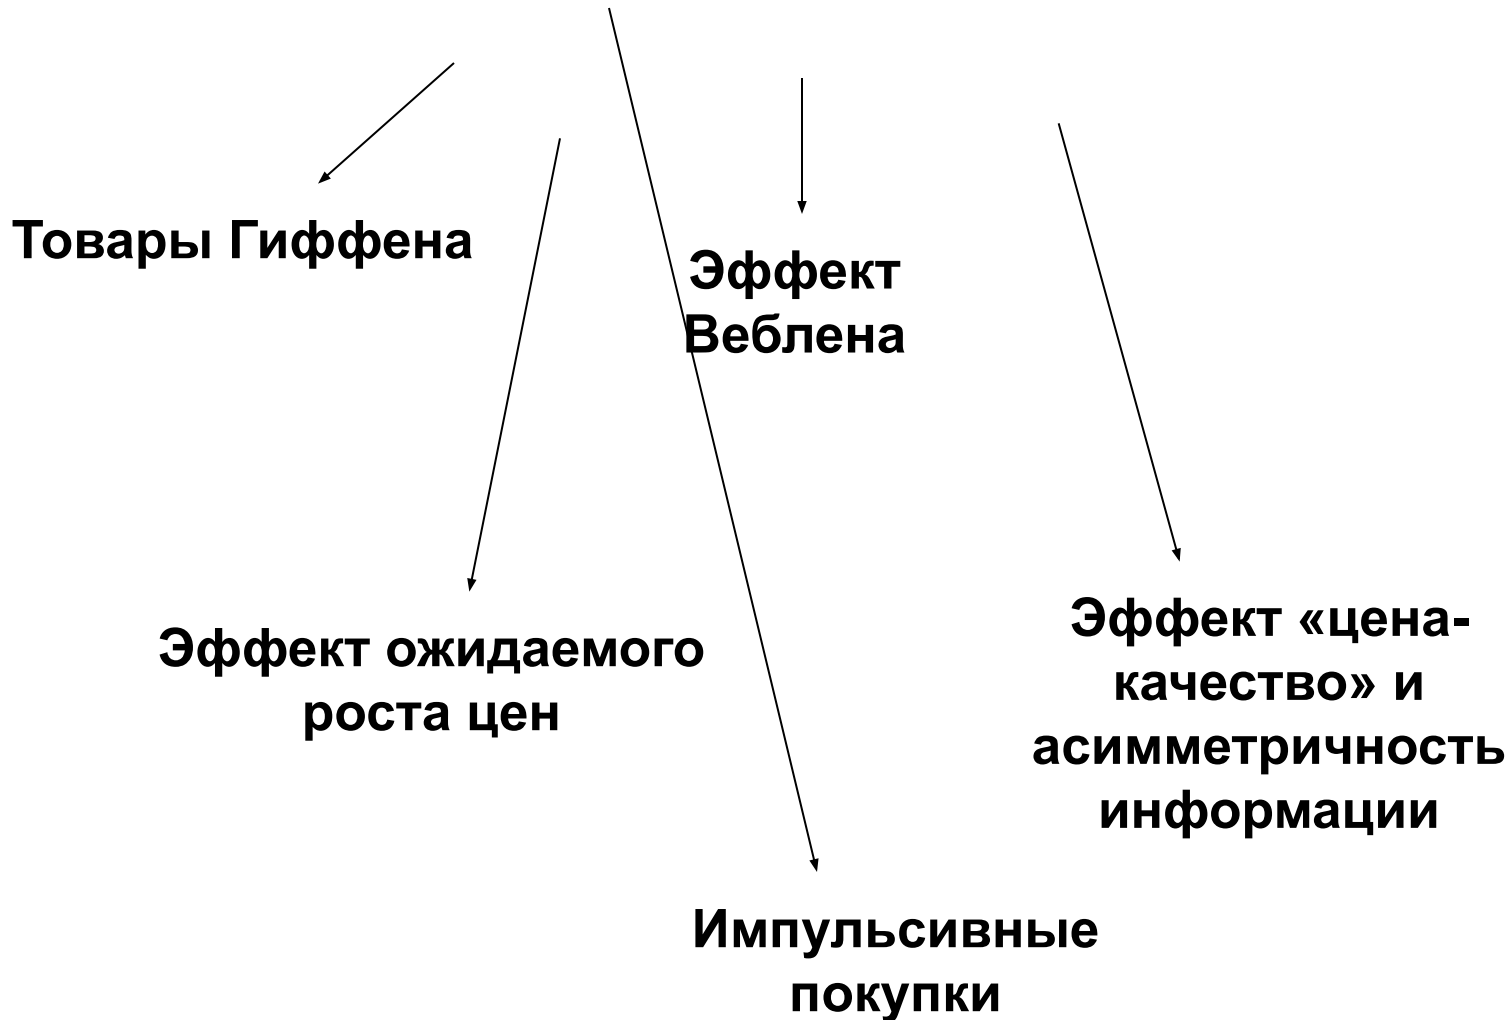 Товары Гиффена
Эффект
Веблена
Эффект ожидаемого
роста цен
Эффект «цена-
качество» и
асимметричность
информации
Импульсивные
покупки